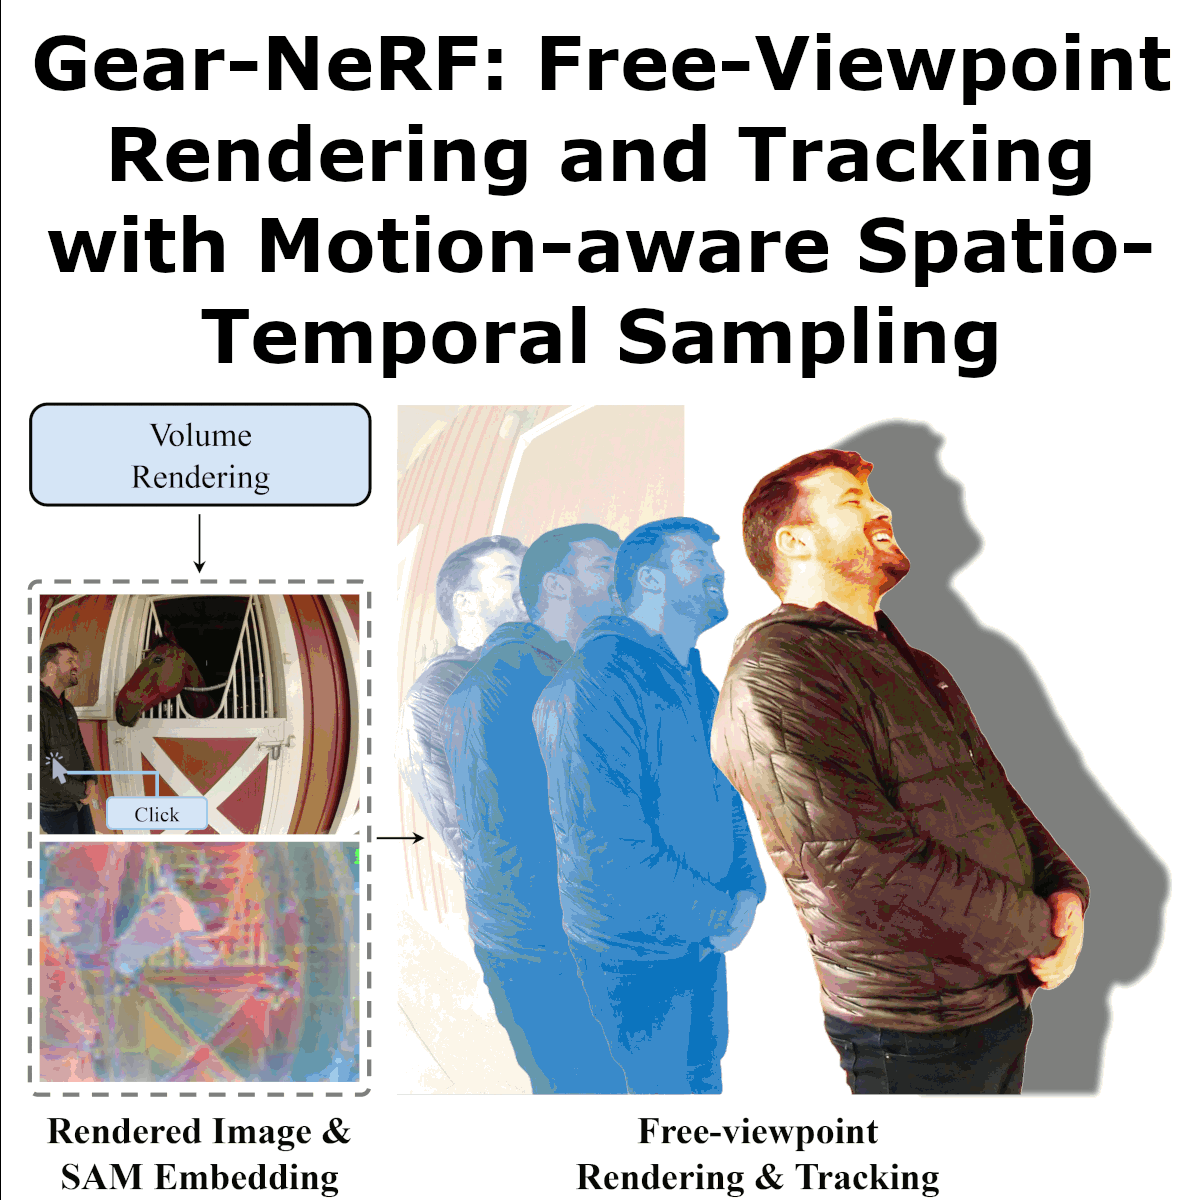 Gear-NeRF: Free-Viewpoint
Rendering and Tracking
with Motion-aware Spatio-
Temporal Sampling
Volume
Rendering
Click
Rendered Image &
SAM Embedding
Free-viewpoint
Rendering & Tracking